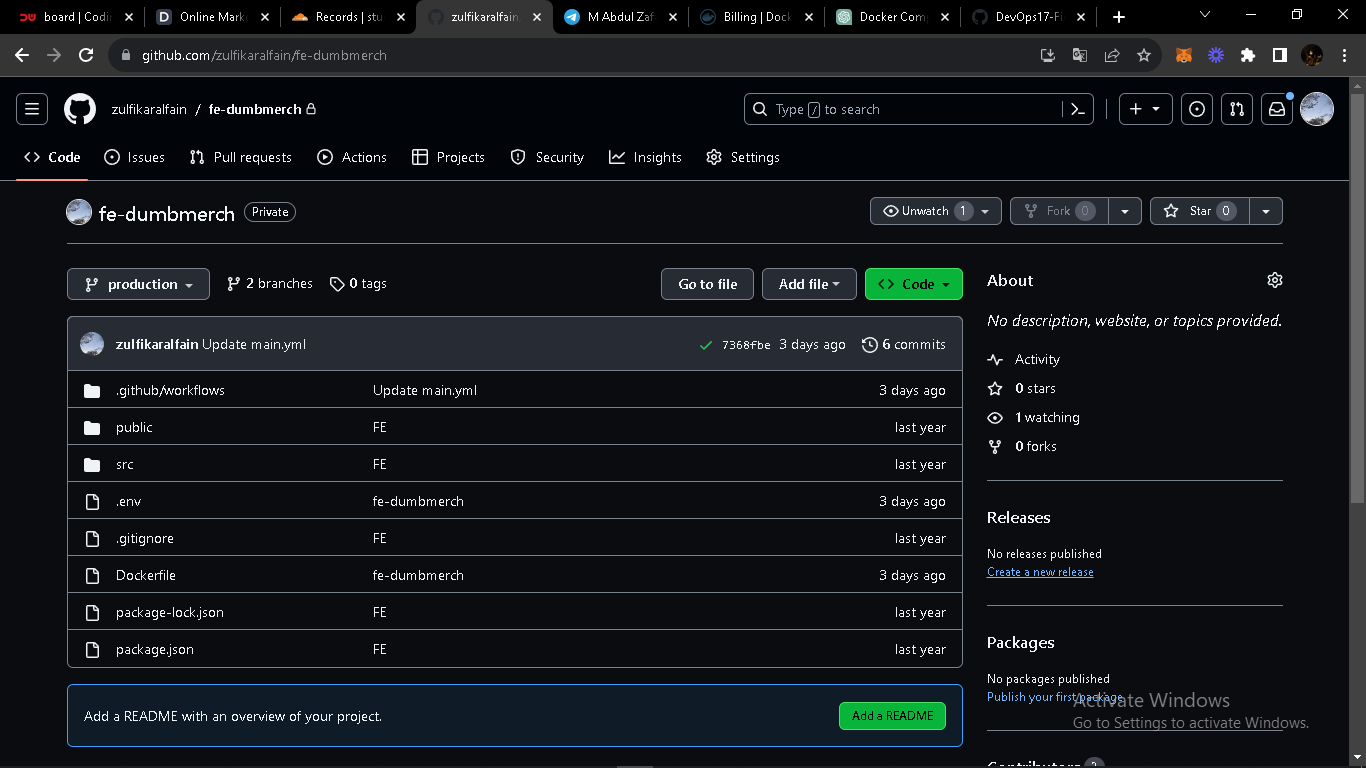 board | Codi
Online Mark
Records | stu
zulfikaralfain
M Abdul Zaf
Billing | Dock
Docker Com
DevOps17-Fi
github.com/zulfikaralfain/fe-dumbmerch
zulfikaralfain / fe-dumbmerch
Type / to search
Code
Issues
Pull requests
Actions
Projects
Security
Insights
Settings
fe-dumbmerch Private
Unwatch 1
Fork 0
Star 0
production
2 branches
0 tags
Go to file
Add file
Code
zulfikaralfain Update main.yml 7368fbe 3 days ago 6 commits
.github/workflows Update main.yml 3 days ago
public FE last year
src FE last year
.env fe-dumbmerch 3 days ago
.gitignore FE last year
Dockerfile fe-dumbmerch 3 days ago
package-lock.json FE last year
package.json FE last year
Add a README with an overview of your project. Add a README
About
No description, website, or topics provided.
Activity
0 stars
1 watching
0 forks
Releases
No releases published
Create a new release
Packages
No packages published
Publish your first package
Activate Windows
Go to Settings to activate Windows.
Contributors 2